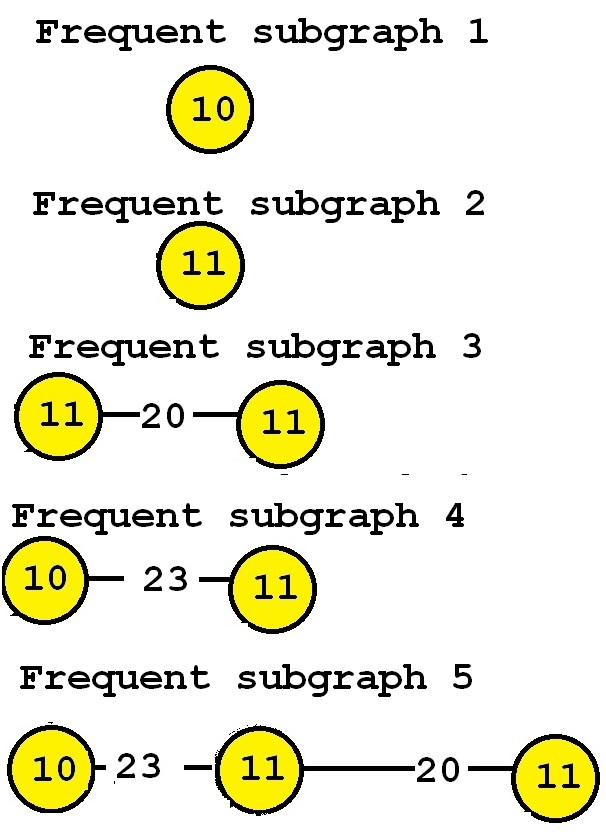 Frequent subgraph 1
10
Frequent subgraph 2
11
Frequent subgraph 3
11 20 11
Frequent subgraph 4
10 23 11
Frequent subgraph 5
10 23 11 20 11